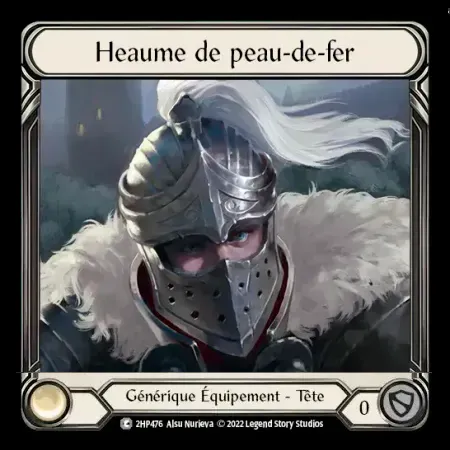 Heaume de peau-de-fer
Générique Équipement - Tête
0
C 2HP476 Alsu Nurieva © 2022 Legend Story Studios